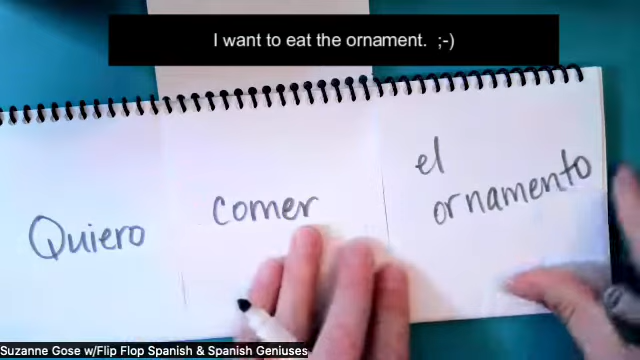 I want to eat the ornament. ;-)
Quiero
comer
el
ornamento
Suzanne Gose w/Flip Flop Spanish & Spanish Geniuses